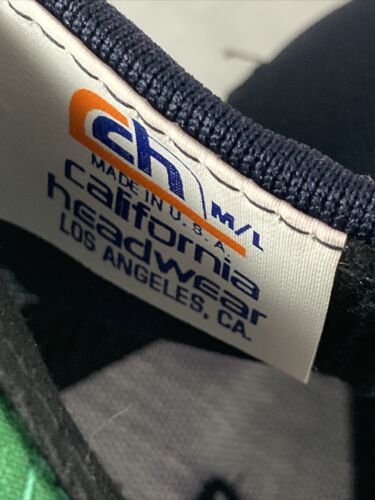 ch
MADE IN U.S.A. M/L
california
headwear
LOS ANGELES, CA.